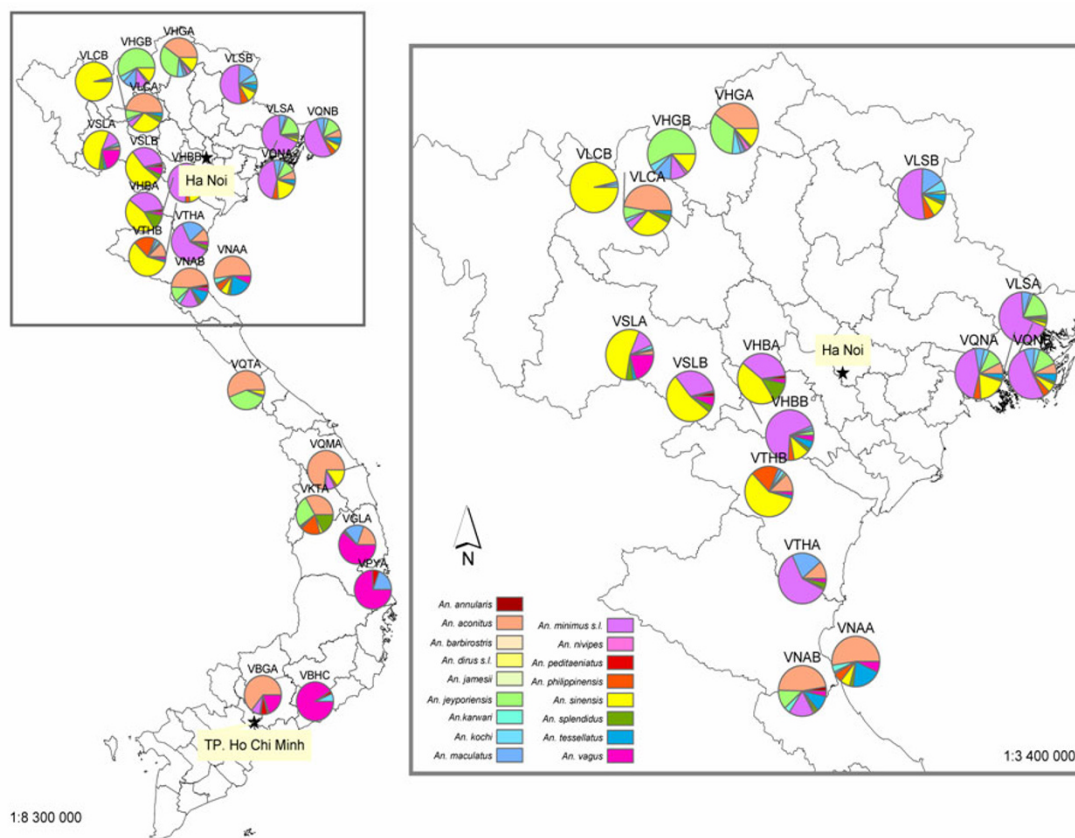 VHGA
VHGB
VLCB
VLSB
VLCA
VLSA
VQNB
VSLA
VSLB
VHBB
VQNA
Ha Noi
VHBA
VTHA
VTHB
VNAA
VNAB
VQTA
VQMA
VKTA
VGLA
VPYA
VBGA
VBHC
TP. Ho Chi Minh
1:8 300 000
VHGA
VHGB
VLCB
VLSB
VLCA
VLSA
VSLA
VHBA
Ha Noi
VQNA
VQNB
VSLB
VHBB
VTHB
VTHA
VNAA
VNAB
N
An. annularis
An. aconitus
An. barbirostris
An. dirus s.l.
An. jamesii
An. jeyporiensis
An.karwari
An. kochi
An. maculatus
An. minimus s.l.
An. nivipes
An. peditaeniatus
An. philippinensis
An. sinensis
An. splendidus
An. tessellatus
An. vagus
1:3 400 000